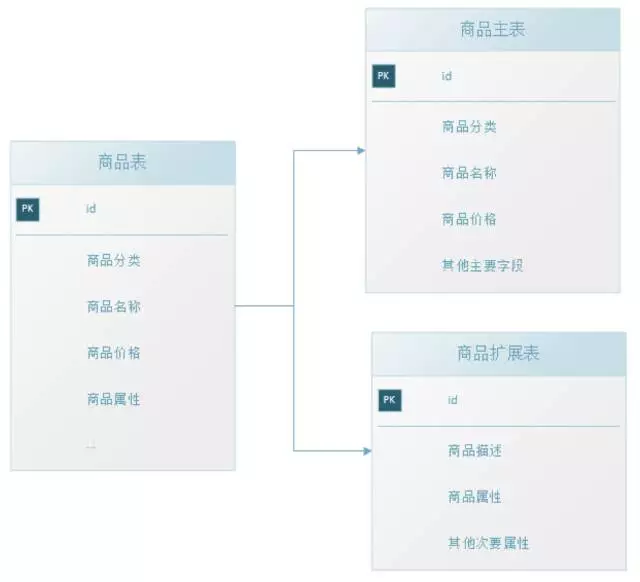 商品表
PK id
商品分类
商品名称
商品价格
商品属性
...
商品主表
PK id
商品分类
商品名称
商品价格
其他主要字段
商品扩展表
PK id
商品描述
商品属性
其他次要属性